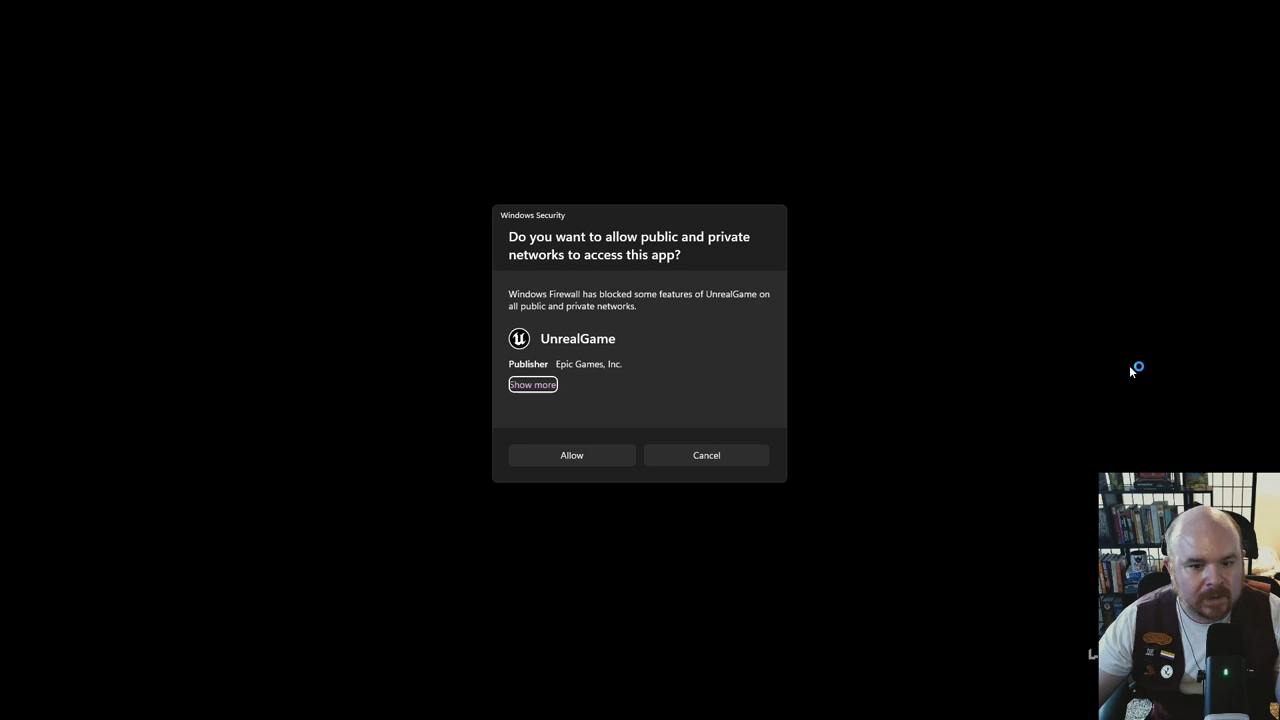 Windows Security
Do you want to allow public and private
networks to access this app?
Windows Firewall has blocked some features of UnrealGame on
all public and private networks.
UnrealGame
Publisher Epic Games, Inc.
Show more
Allow
Cancel